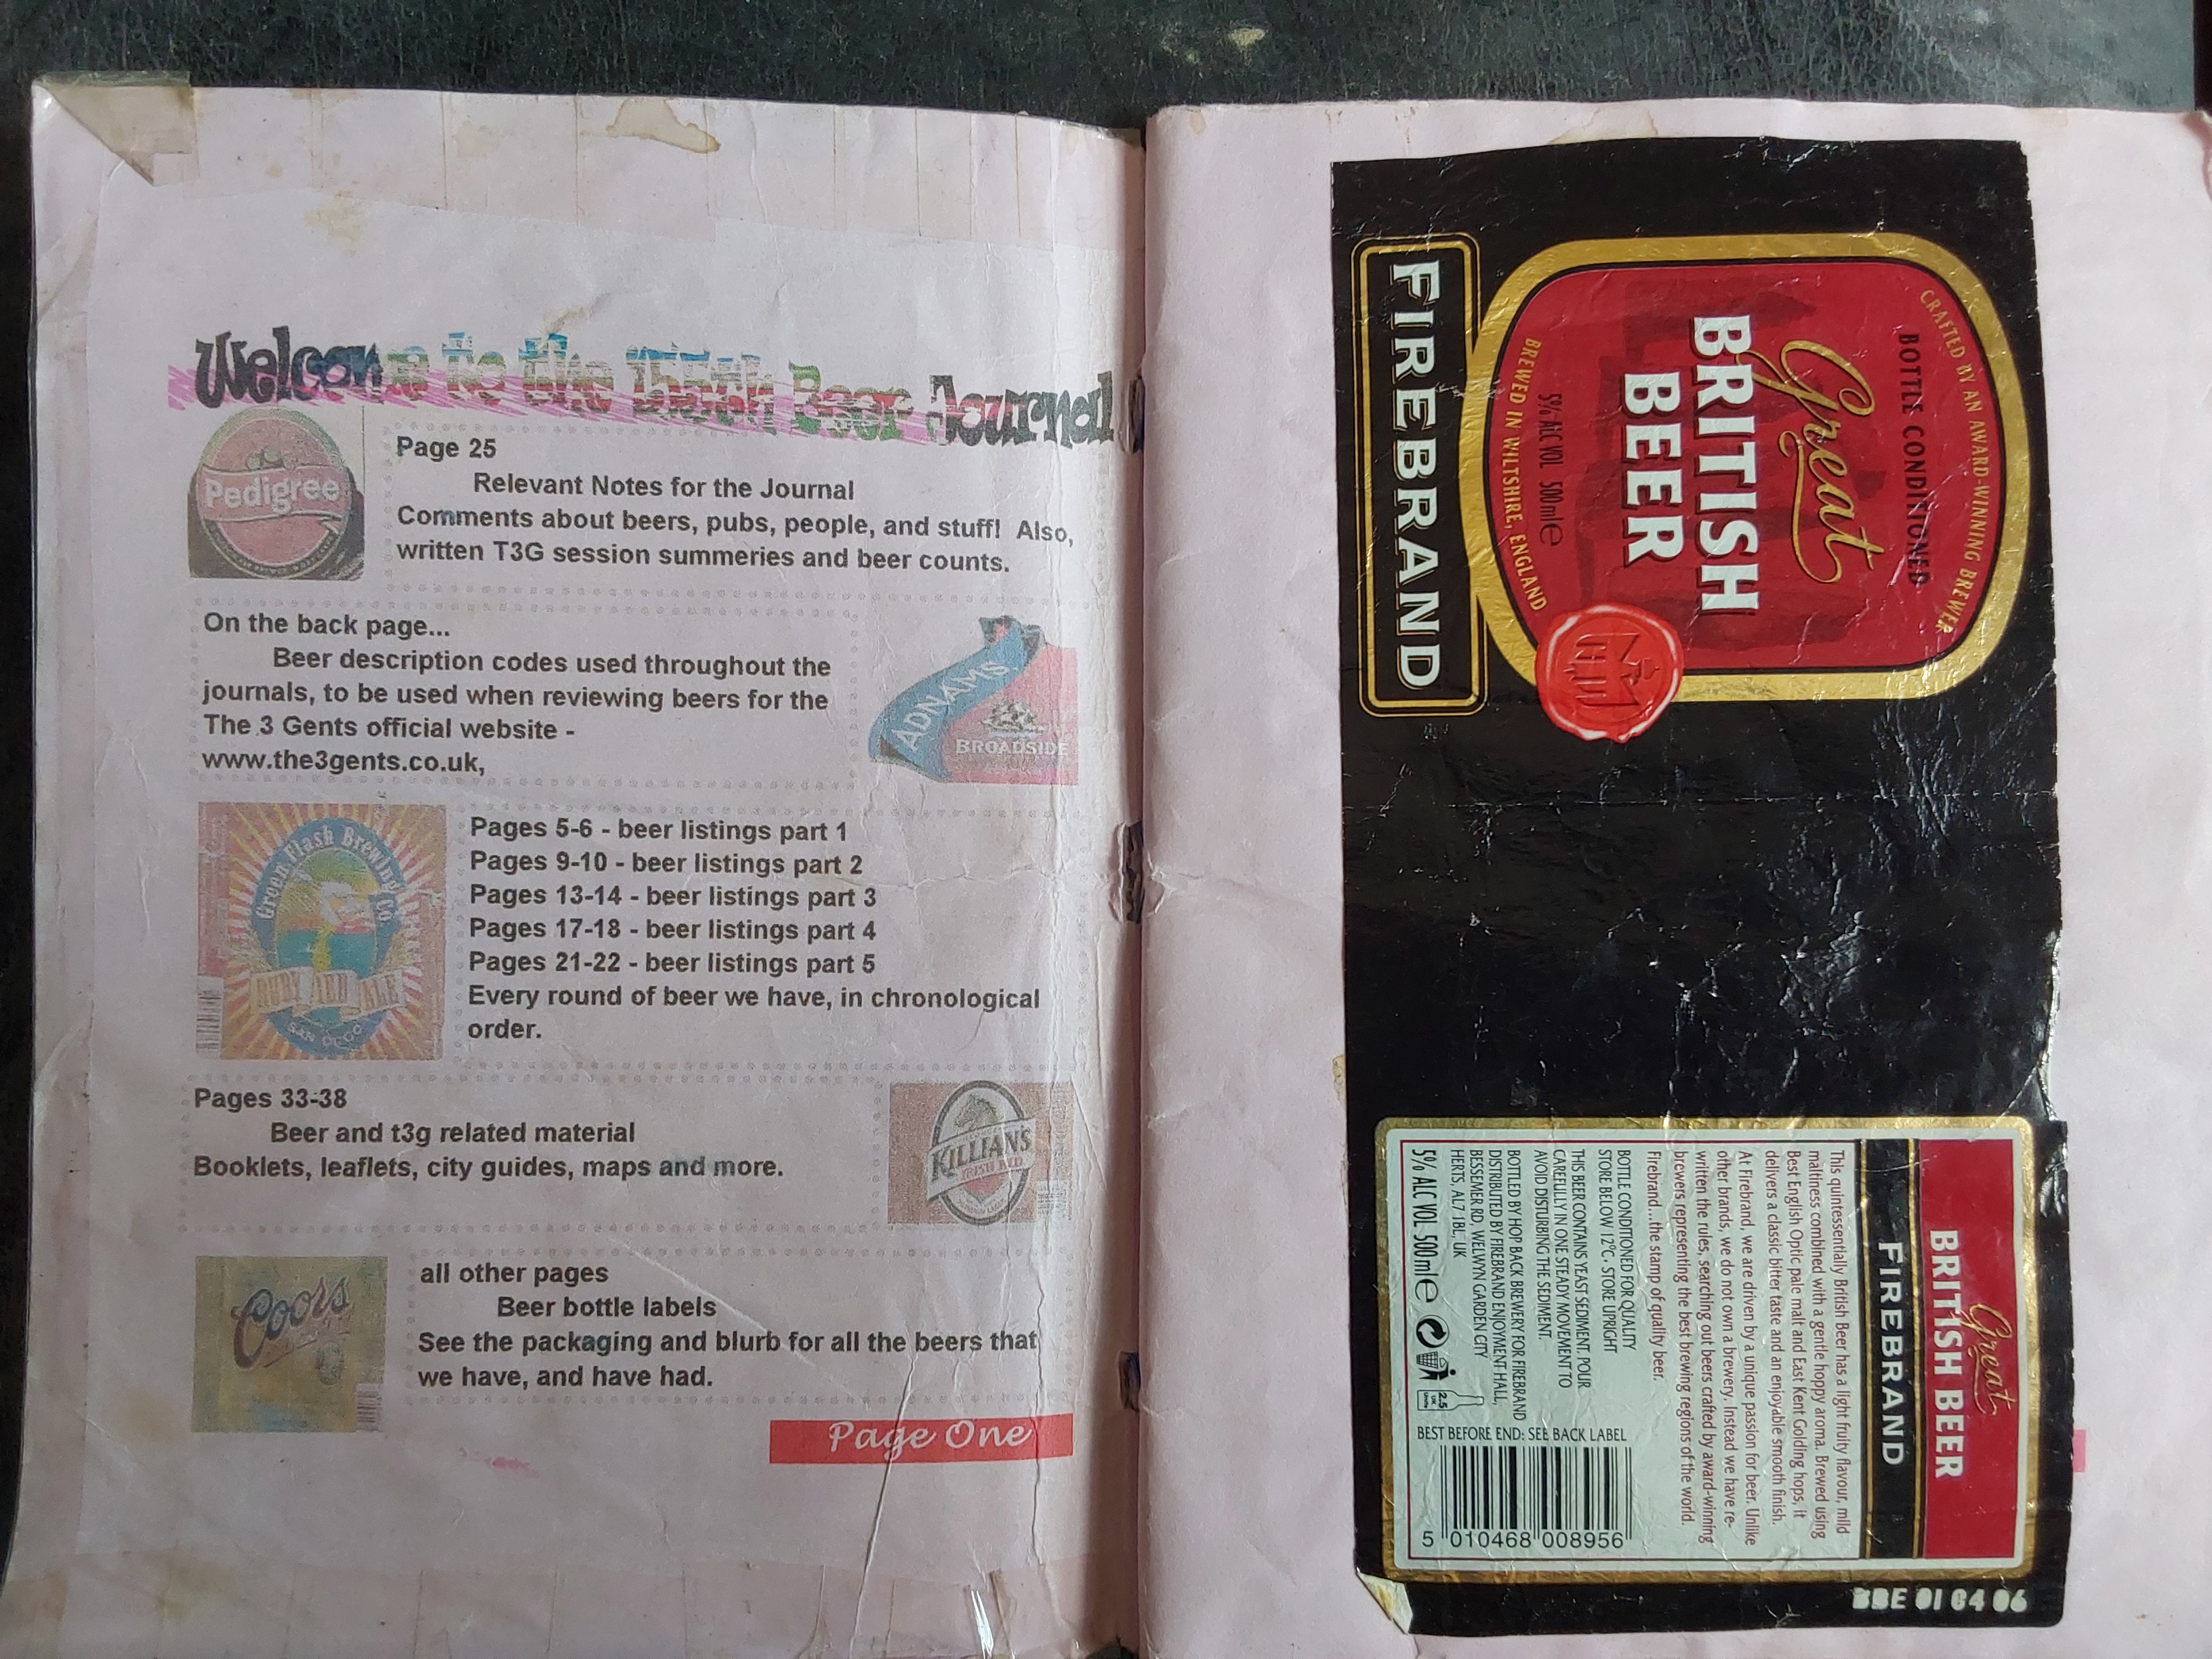 Welcome to the Beer Journal
Pedigree
Page 25
Relevant Notes for the Journal
Comments about beers, pubs, people, and stuff! Also,
written T3G session summeries and beer counts.
On the back page...
Beer description codes used throughout the
journals, to be used when reviewing beers for the
The 3 Gents official website -
www.the3gents.co.uk,
ADNAMS
BROADSIDE
Green Flash Brewing Co
RUBY RED ALE
SAN DIEGO
Pages 5-6 - beer listings part 1
Pages 9-10 - beer listings part 2
Pages 13-14 - beer listings part 3
Pages 17-18 - beer listings part 4
Pages 21-22 - beer listings part 5
Every round of beer we have, in chronological
order.
Pages 33-38
Beer and t3g related material
Booklets, leaflets, city guides, maps and more.
KILLIAN'S
IRISH RED
Coors
all other pages
Beer bottle labels
See the packaging and blurb for all the beers that
we have, and have had.
Page One
CRAFTED BY AN AWARD-WINNING BREWER
BOTTLE CONDITIONED
Great
BRITISH
BEER
5% ALC VOL 500ml e
BREWED IN WILTSHIRE, ENGLAND
FIREBRAND
Great
BRITISH BEER
FIREBRAND
This quintessentially British Beer has a light fruity flavour, mild
maltiness combined with a gentle hoppy aroma. Brewed using
Best English Optic pale malt and East Kent Golding hops, it
delivers a classic bitter taste and an enjoyable smooth finish.
At Firebrand, we are driven by a unique passion for beer. Unlike
other brands, we do not own a brewery. Instead we have re-
written the rules, searching out beers crafted by award-winning
brewers representing the best brewing regions of the world.
Firebrand...the stamp of quality beer.
BOTTLE CONDITIONED FOR QUALITY
STORE BELOW 12°C · STORE UPRIGHT
THIS BEER CONTAINS YEAST SEDIMENT. POUR
CAREFULLY IN ONE STEADY MOVEMENT TO
AVOID DISTURBING THE SEDIMENT.
BOTTLED BY HOP BACK BREWERY FOR FIREBRAND
DISTRIBUTED BY FIREBRAND ENJOYMENT HALL,
BESSEMER RD, WELWYN GARDEN CITY
HERTS, AL7 1BL, UK
5% ALC VOL 500ml e
2.5
BEST BEFORE END: SEE BACK LABEL
5 010468 008956
BBE 01 04 06